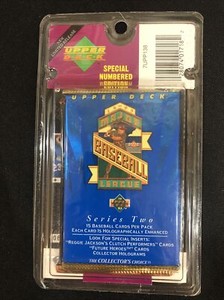 UPPER
DECK
SPECIAL
NUMBERED
EDITION
UPPER DECK
MAJOR
BASEBALL
LEAGUE
Series Two
15 BASEBALL CARDS PER PACK
EACH CARD IS HOLOGRAPHICALLY ENHANCED
LOOK FOR SPECIAL INSERTS:
"REGGIE JACKSON'S CLUTCH PERFORMERS" CARDS
"FUTURE HEROES" CARDS
COLLECTOR HOLOGRAMS
THE COLLECTOR'S CHOICE